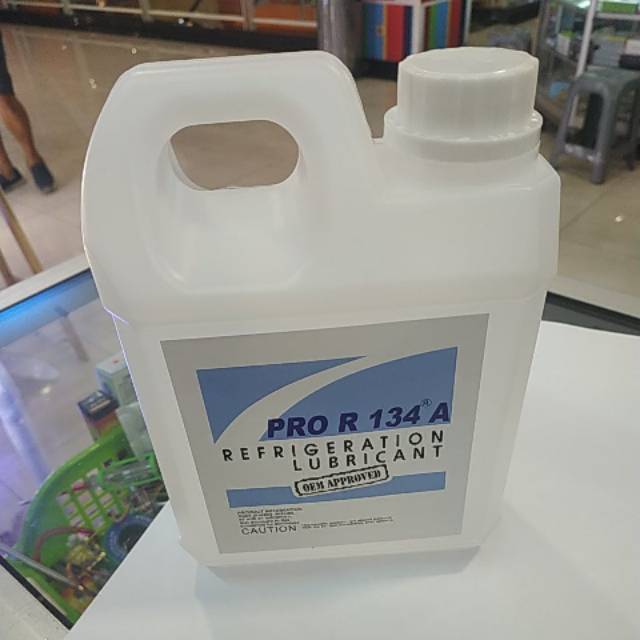 PRO R 134® A
REFRIGERATION
LUBRICANT
OEM APPROVED
CAUTION